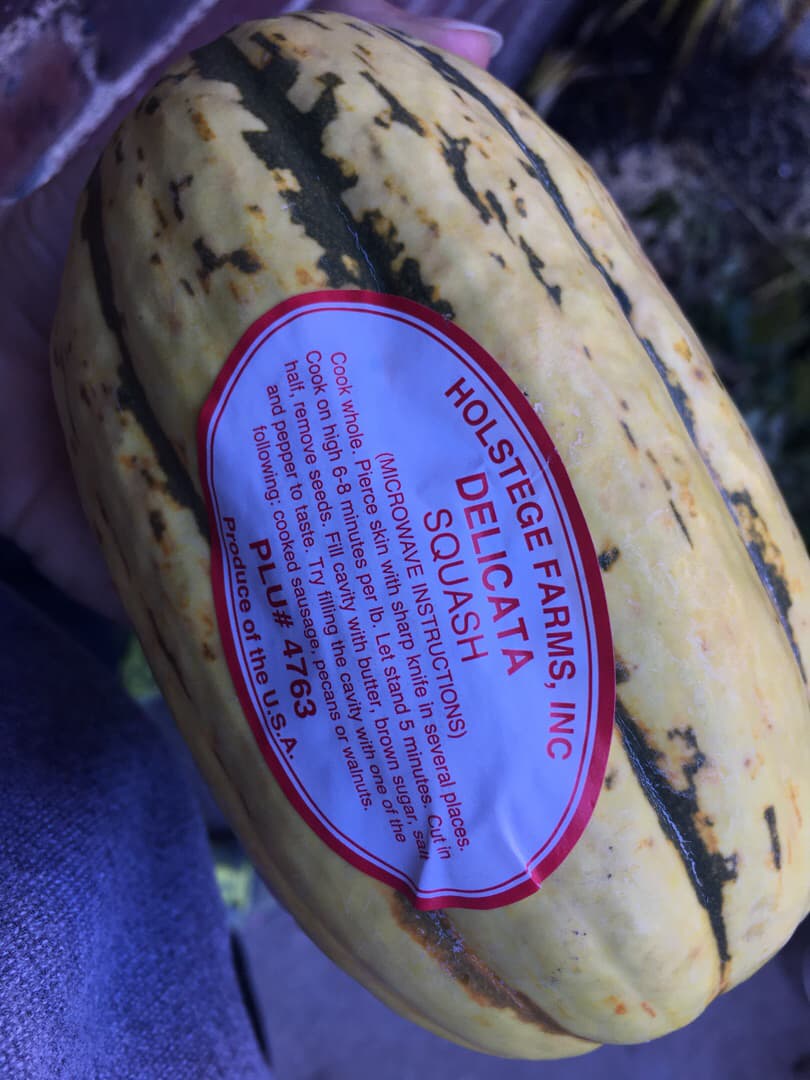 HOLSTEGE FARMS, INC
DELICATA
SQUASH
(MICROWAVE INSTRUCTIONS)
Cook whole. Pierce skin with sharp knife in several places.
Cook on high 6-8 minutes per lb. Let stand 5 minutes. Cut in
half, remove seeds. Fill cavity with butter, brown sugar, salt
and pepper to taste. Try filling the cavity with one of the
following: cooked sausage, pecans or walnuts.
PLU# 4763
Produce of the U.S.A.